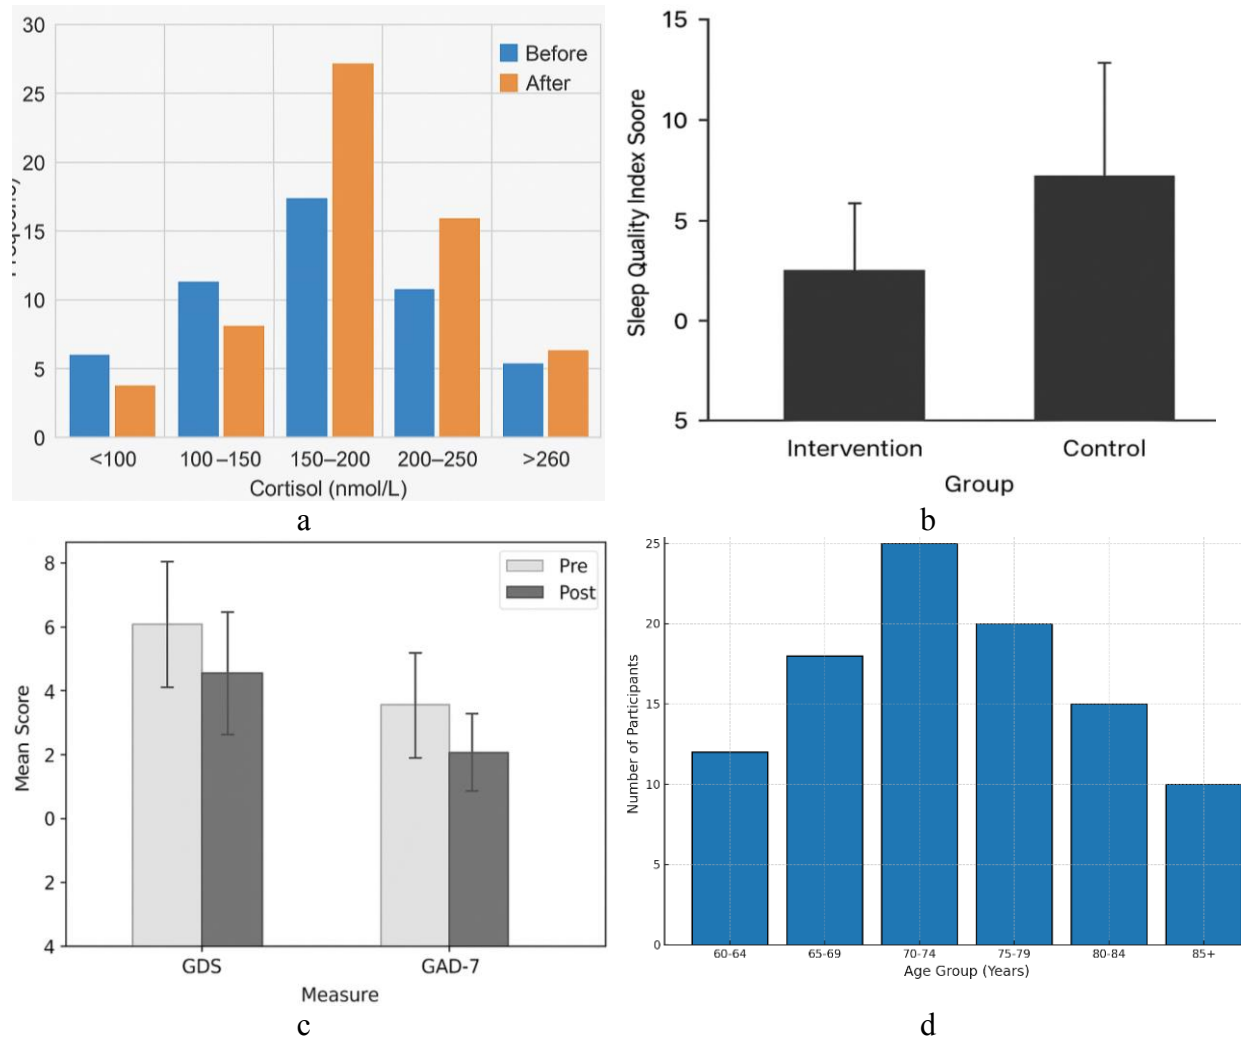 30
25
20
15
10
5
0
Before
After
<100
100–150
150–200
200–250
>260
Cortisol (nmol/L)
a
15
10
5
0
5
Sleep Quality Index Soore
Intervention
Control
Group
b
8
6
4
2
0
2
4
Mean Score
Pre
Post
GDS
GAD-7
Measure
c
25
20
15
10
5
0
Number of Participants
60-64
65-69
70-74
75-79
80-84
85+
Age Group (Years)
d